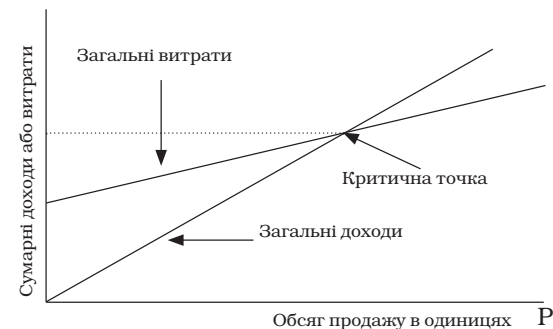 Загальні витрати
Сумарні доходи або витрати
Критична точка
Загальні доходи
Обсяг продажу в одиницях
P